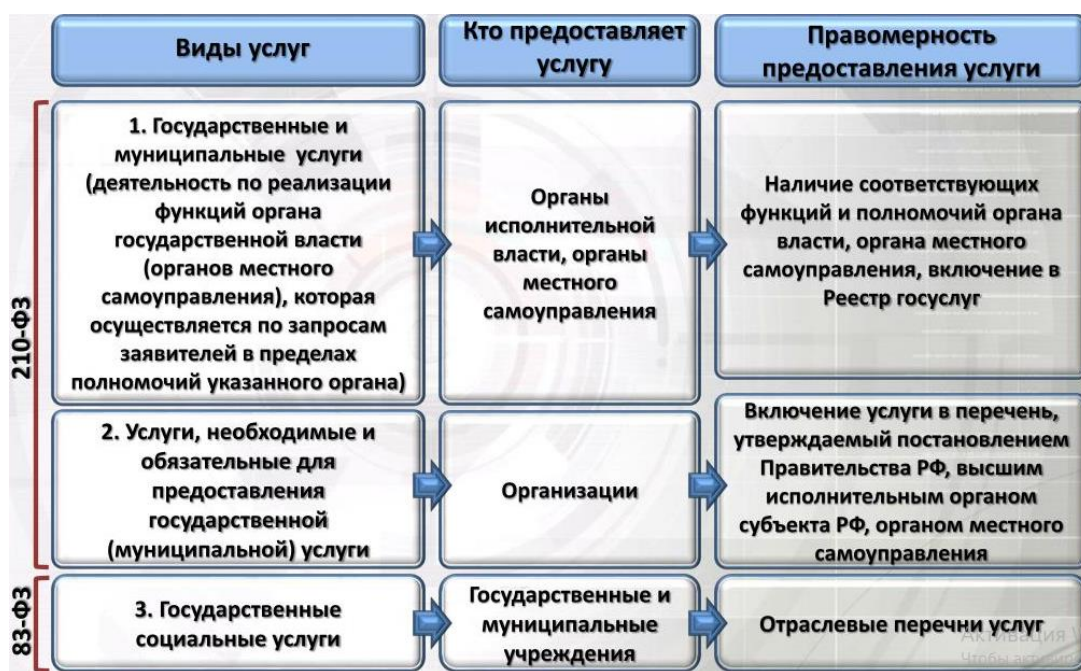 Виды услуг
Кто предоставляет
услугу
Правомерность
предоставления услуги
210-ФЗ
1. Государственные и
муниципальные услуги
(деятельность по реализации
функций органа
государственной власти
(органов местного
самоуправления), которая
осуществляется по запросам
заявителей в пределах
полномочий указанного органа)
Органы
исполнительной
власти, органы
местного
самоуправления
Наличие соответствующих
функций и полномочий органа
власти, органа местного
самоуправления, включение в
Реестр госуслуг
2. Услуги, необходимые и
обязательные для
предоставления
государственной
(муниципальной) услуги
Организации
Включение услуги в перечень,
утверждаемый постановлением
Правительства РФ, высшим
исполнительным органом
субъекта РФ, органом местного
самоуправления
83-ФЗ
3. Государственные
социальные услуги
Государственные и
муниципальные
учреждения
Отраслевые перечни услуг
Активация
Чтобы